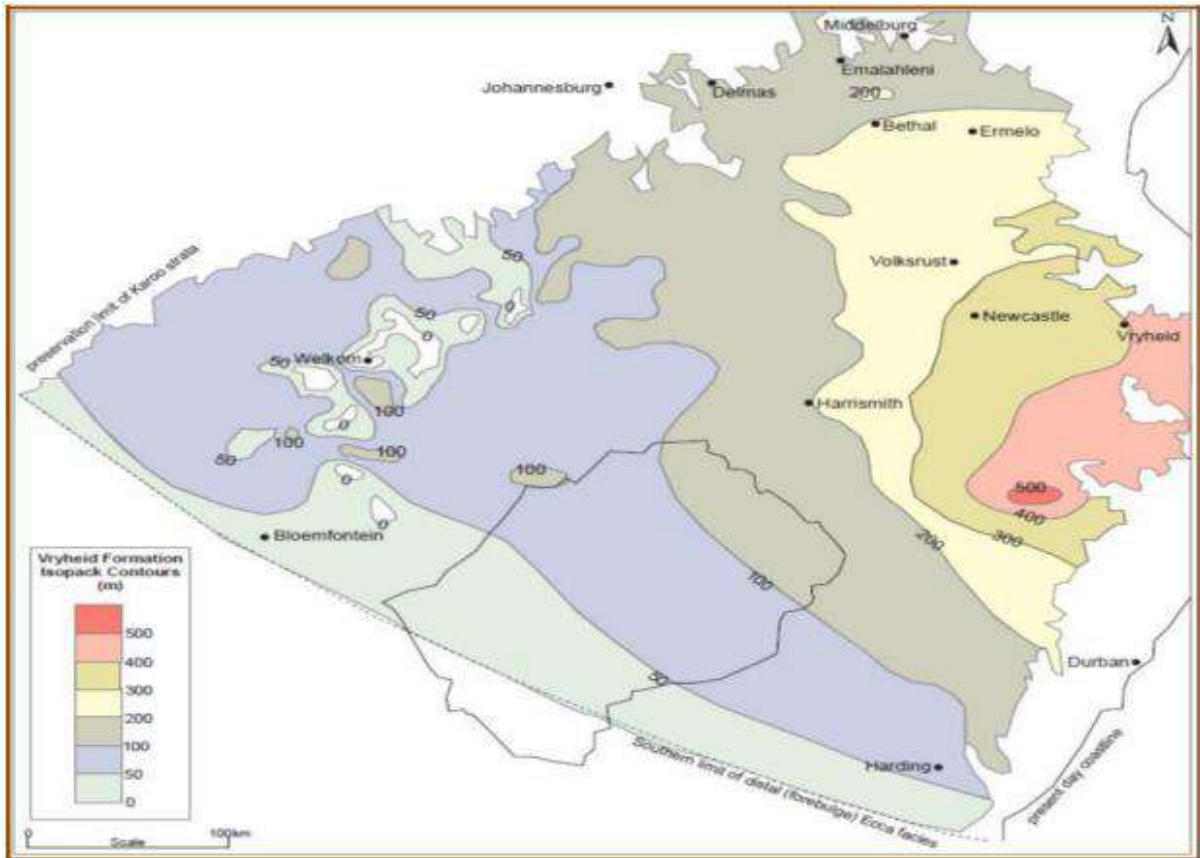 N
Middelburg
Emalahleni
Johannesburg
Delmas
200
Bethal
Ermelo
preservation limit of Karoo strata
50
0
Volksrust
50
0
Newcastle
Vryheid
50
Welkom
Harrismith
100
0
100
50
100
100
0
500
400
0
Bloemfontein
200
300
100
Vryheid Formation
Isopack Contours
(m)
500
400
300
200
100
50
0
Durban
50
Southern limit of distal (forebulge) Ecca facies
Harding
present day coastline
0
100km
Scale